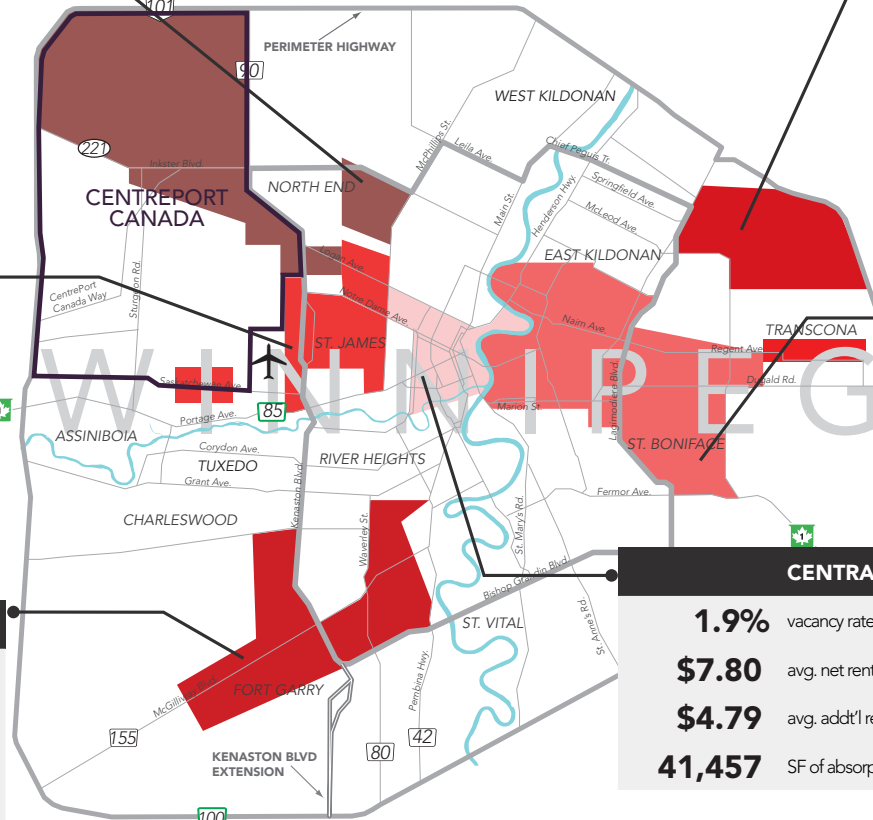 101
PERIMETER HIGHWAY
90
WEST KILDONAN
221
McPhillips St.
Leila Ave.
Chief Peguis Tr.
Inkster Blvd.
NORTH END
CENTREPORT
CANADA
Main St.
Henderson Hwy.
Springfield Ave.
McLeod Ave.
EAST KILDONAN
Logan Ave.
Sturgeon Rd.
CentrePort
Canada Way
Notre Dame Ave.
Nairn Ave.
TRANSCONA
ST. JAMES
Regent Ave.
WINNIPEG
Saskatchewan Ave.
Dugald Rd.
Lagimodiere Blvd.
85
Portage Ave.
Marion St.
ASSINIBOIA
Corydon Ave.
ST. BONIFACE
TUXEDO
RIVER HEIGHTS
Grant Ave.
Kenaston Blvd.
Fermor Ave.
CHARLESWOOD
Waverley St.
St. Mary's Rd.
1
Bishop Grandin Blvd.
CENTRA
1.9% vacancy rate
$7.80 avg. net rent
$4.79 avg. addt'l re
41,457 SF of absorp
ST. VITAL
St. Anne's Rd.
Pembina Hwy.
McGillivray Blvd.
FORT GARRY
155
80
42
KENASTON BLVD
EXTENSION
100